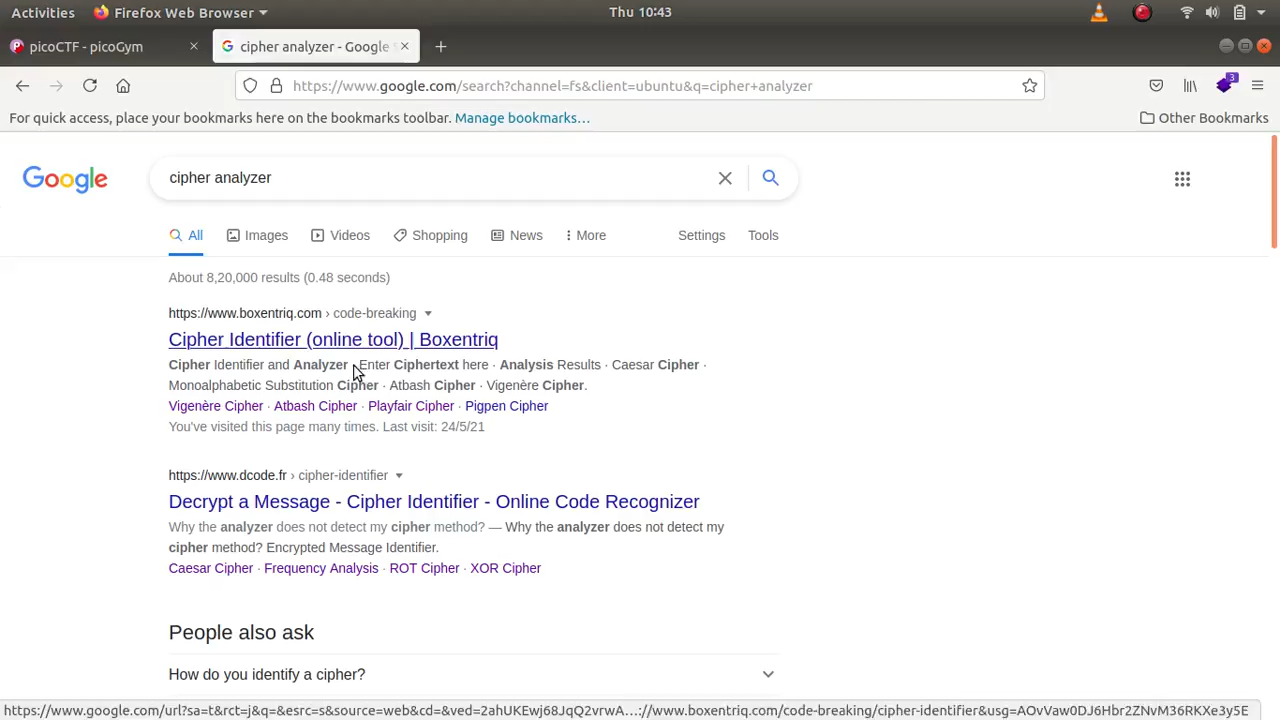 Activities Firefox Web Browser Thu 10:43
picoCTF - picoGym cipher analyzer - Google
https://www.google.com/search?channel=fs&client=ubuntu&q=cipher+analyzer 3
For quick access, place your bookmarks here on the bookmarks toolbar. Manage bookmarks… Other Bookmarks
Google cipher analyzer
All Images Videos Shopping News More Settings Tools
About 8,20,000 results (0.48 seconds)
https://www.boxentriq.com › code-breaking
Cipher Identifier (online tool) | Boxentriq
Cipher Identifier and Analyzer · Enter Ciphertext here · Analysis Results · Caesar Cipher ·
Monoalphabetic Substitution Cipher · Atbash Cipher · Vigenère Cipher.
Vigenère Cipher · Atbash Cipher · Playfair Cipher · Pigpen Cipher
You've visited this page many times. Last visit: 24/5/21
https://www.dcode.fr › cipher-identifier
Decrypt a Message - Cipher Identifier - Online Code Recognizer
Why the analyzer does not detect my cipher method? — Why the analyzer does not detect my
cipher method? Encrypted Message Identifier.
Caesar Cipher · Frequency Analysis · ROT Cipher · XOR Cipher
People also ask
How do you identify a cipher?
https://www.google.com/url?sa=t&rct=j&q=&esrc=s&source=web&cd=&ved=2ahUKEwj68JqQ2vrwA…://www.boxentriq.com/code-breaking/cipher-identifier&usg=AOvVaw0DJ6Hbr2ZNvM36RKXe3y5E